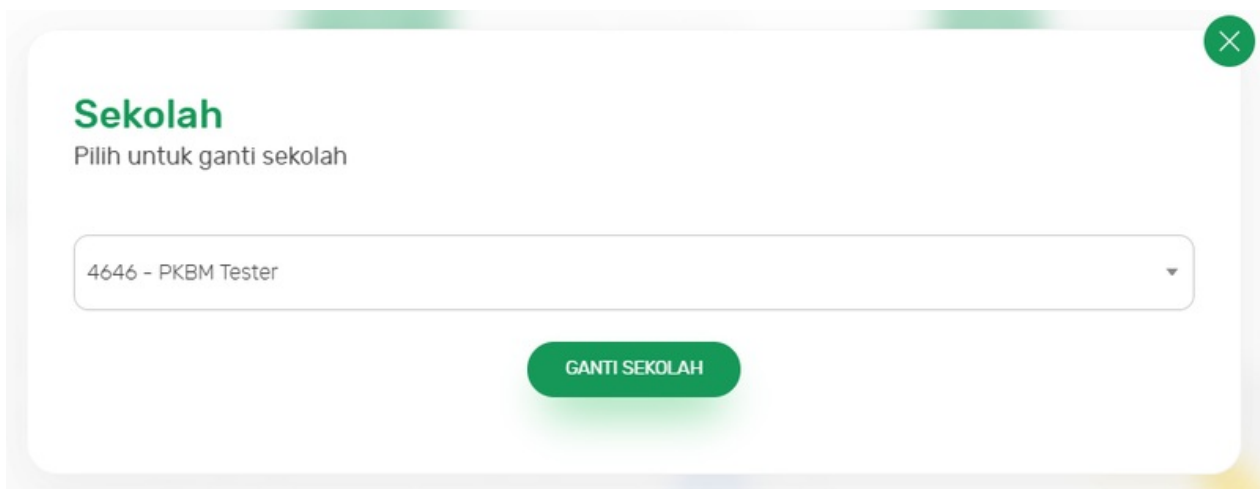 Sekolah
Pilih untuk ganti sekolah
4646 - PKBM Tester
GANTI SEKOLAH